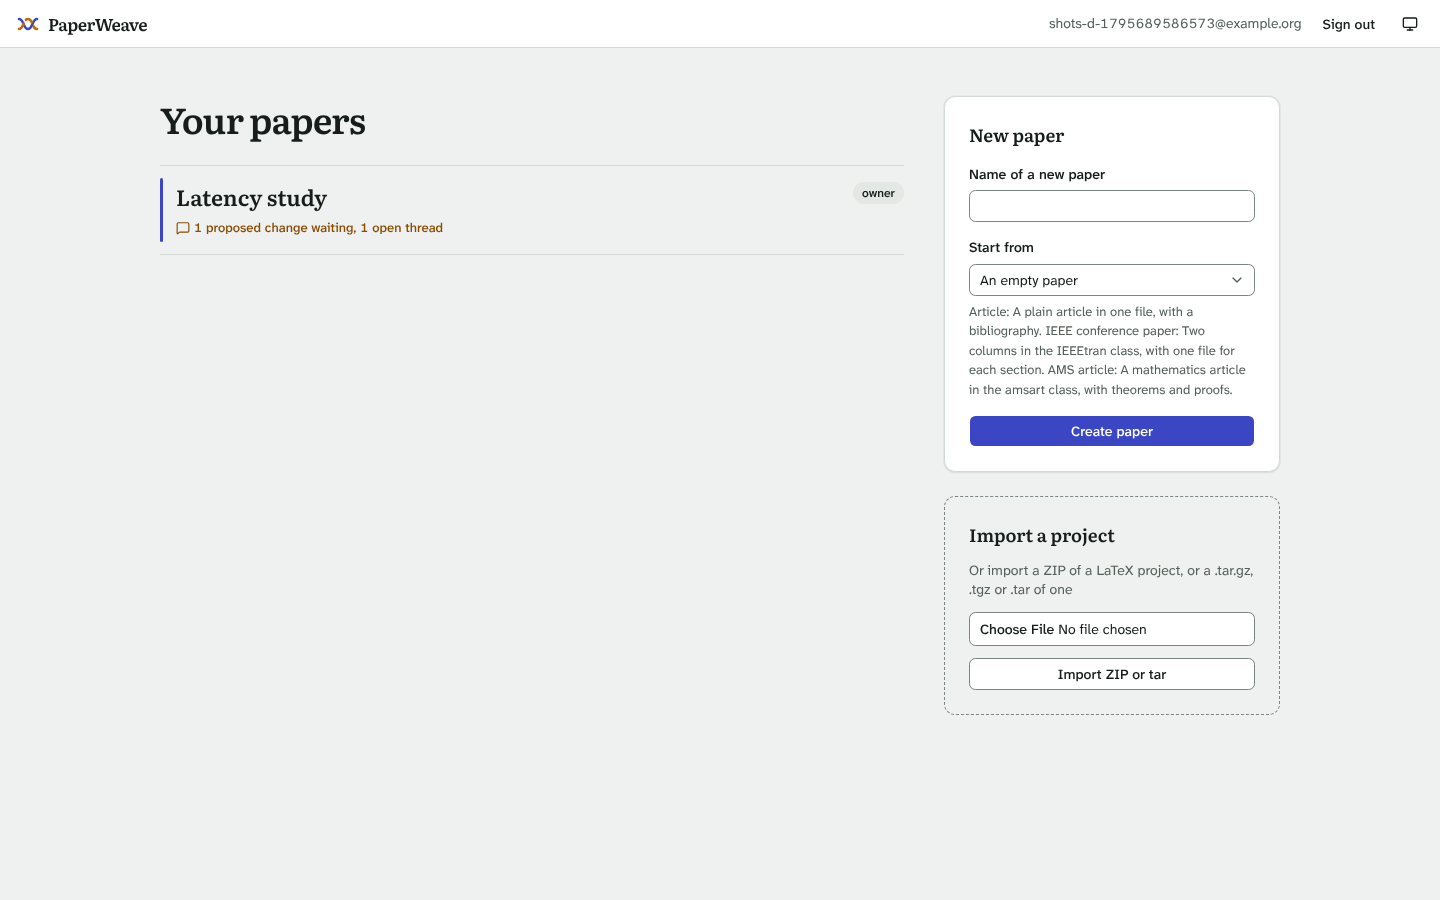 PaperWeave
shots-d-1795689586573@example.org
Sign out
Your papers
Latency study
owner
1 proposed change waiting, 1 open thread
New paper
Name of a new paper
Start from
An empty paper
Article: A plain article in one file, with a
bibliography. IEEE conference paper: Two
columns in the IEEEtran class, with one file for
each section. AMS article: A mathematics article
in the amsart class, with theorems and proofs.
Create paper
Import a project
Or import a ZIP of a LaTeX project, or a .tar.gz,
.tgz or .tar of one
Choose File No file chosen
Import ZIP or tar